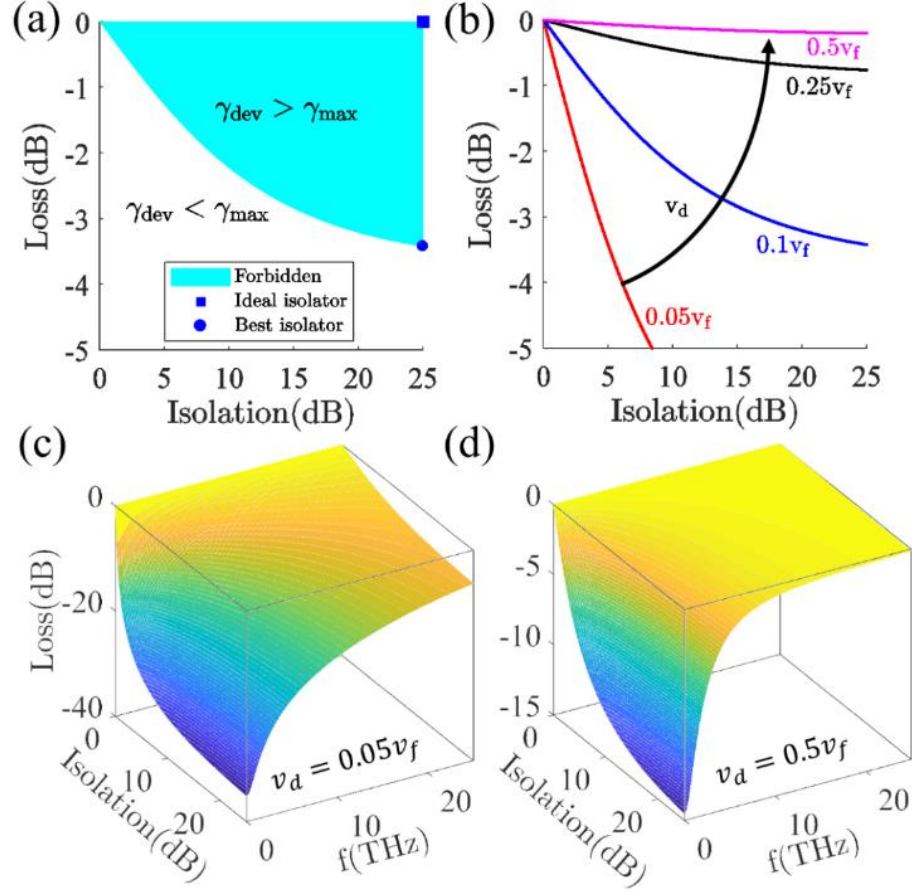 (a)
0
-1
-2
-3
-4
-5
Loss(dB)
γdev > γmax
γdev < γmax
Forbidden
Ideal isolator
Best isolator
0 5 10 15 20 25
Isolation(dB)
(b)
0
-1
-2
-3
-4
-5
Loss(dB)
0.5vf
0.25vf
vd
0.1vf
0.05vf
0 5 10 15 20 25
Isolation(dB)
(c)
0
-20
-40
Loss(dB)
0 10 20
Isolation(dB)
0 10 20
f(THz)
vd = 0.05vf
(d)
0
-5
-10
-15
0 10 20
Isolation(dB)
0 10 20
f(THz)
vd = 0.5vf